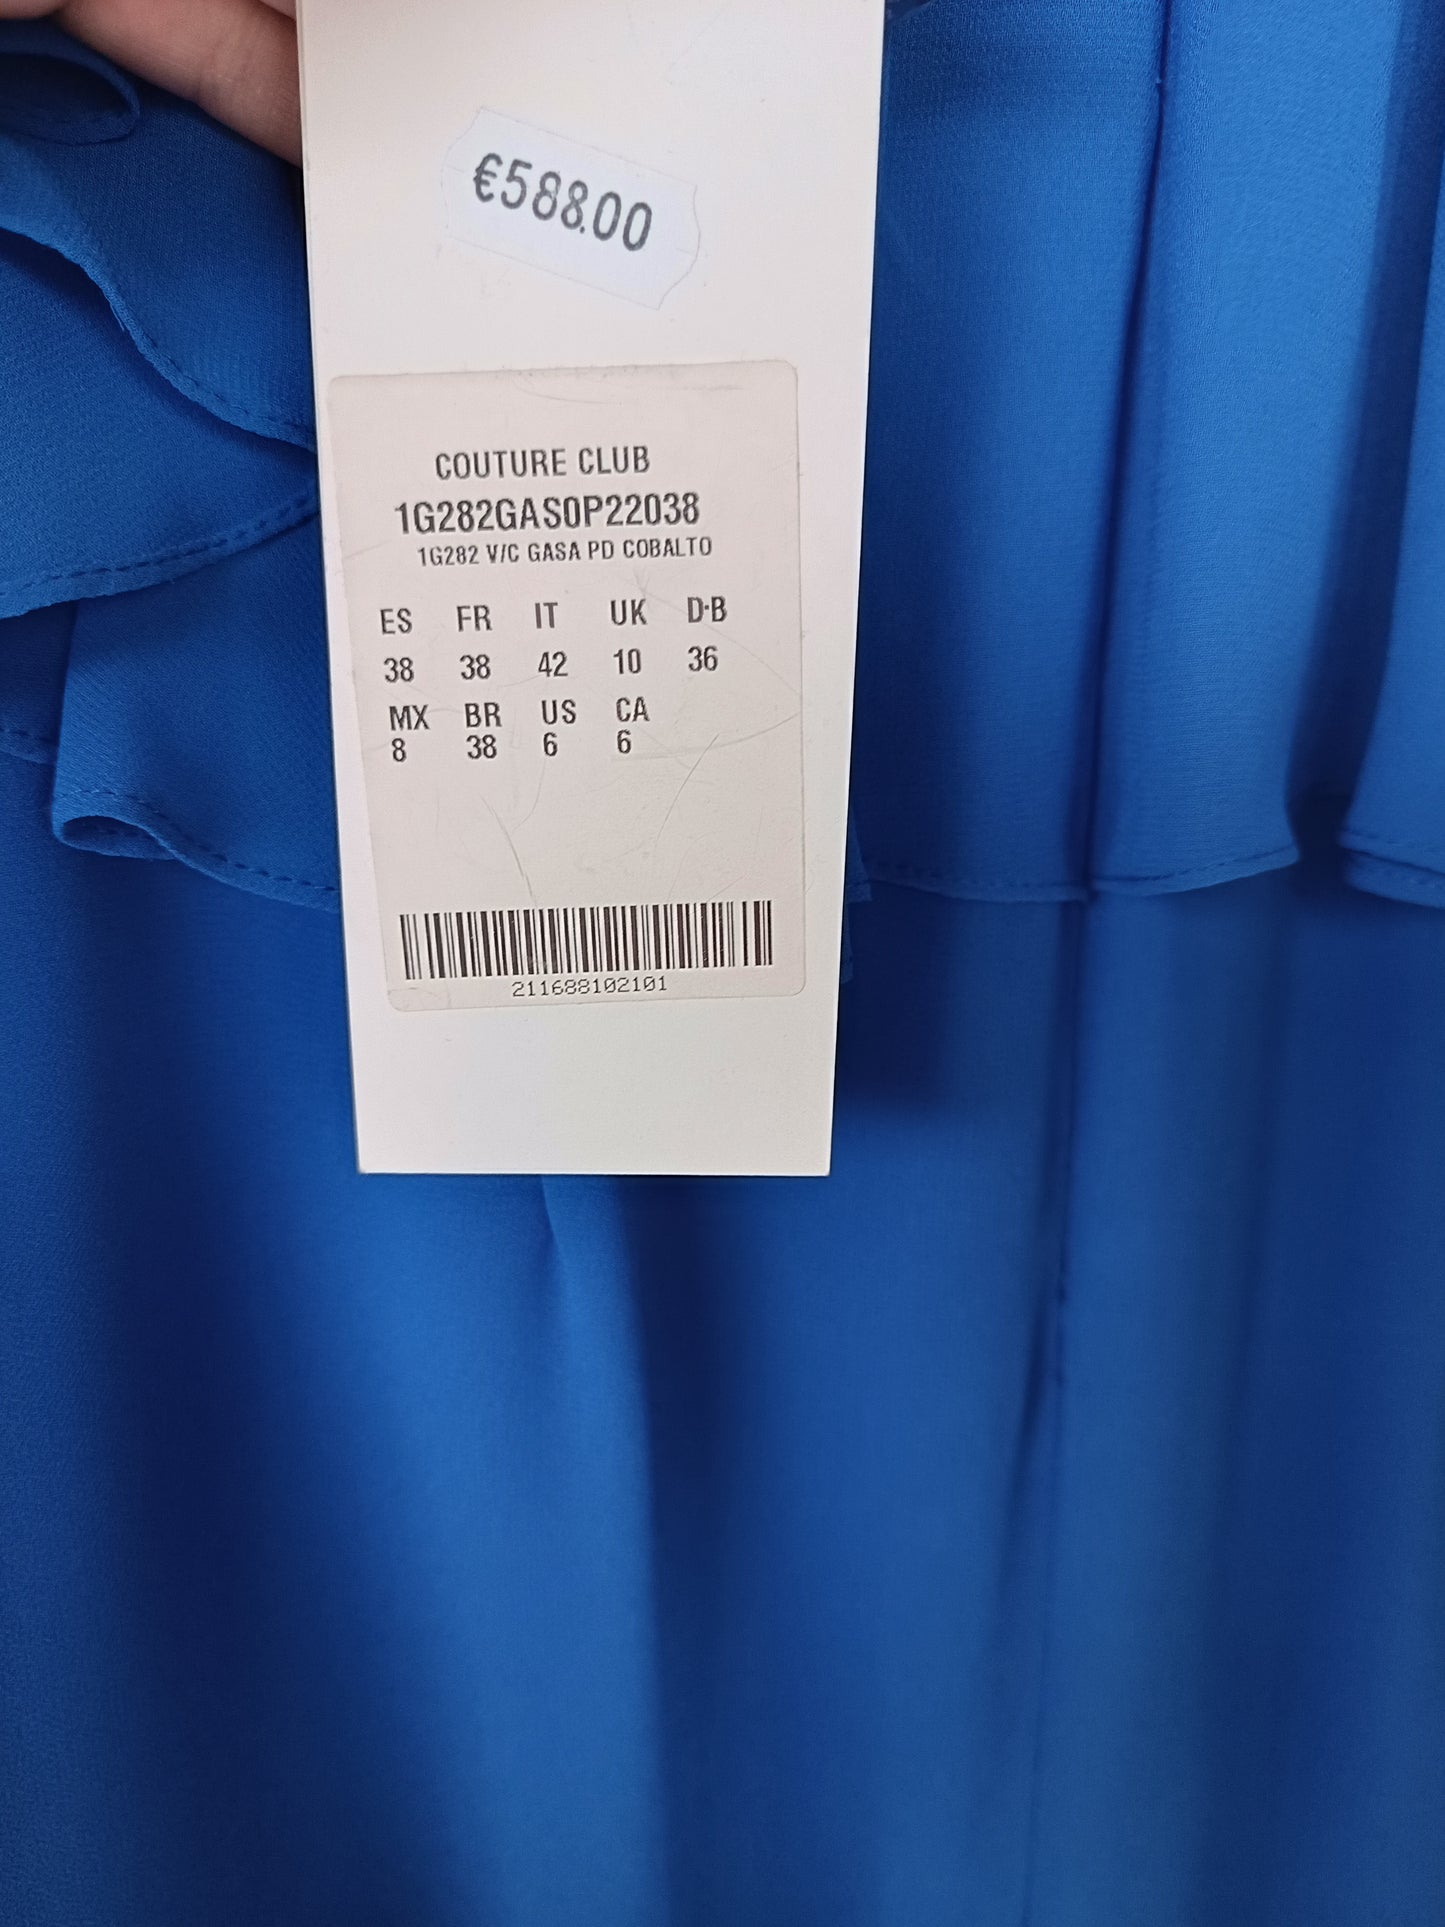 €588.00
COUTURE CLUB
1G282GAS0P22038
1G282 V/C GASA PD COBALTO
ES FR IT UK D·B
38 38 42 10 36
MX BR US CA
8 38 6 6
211688102101